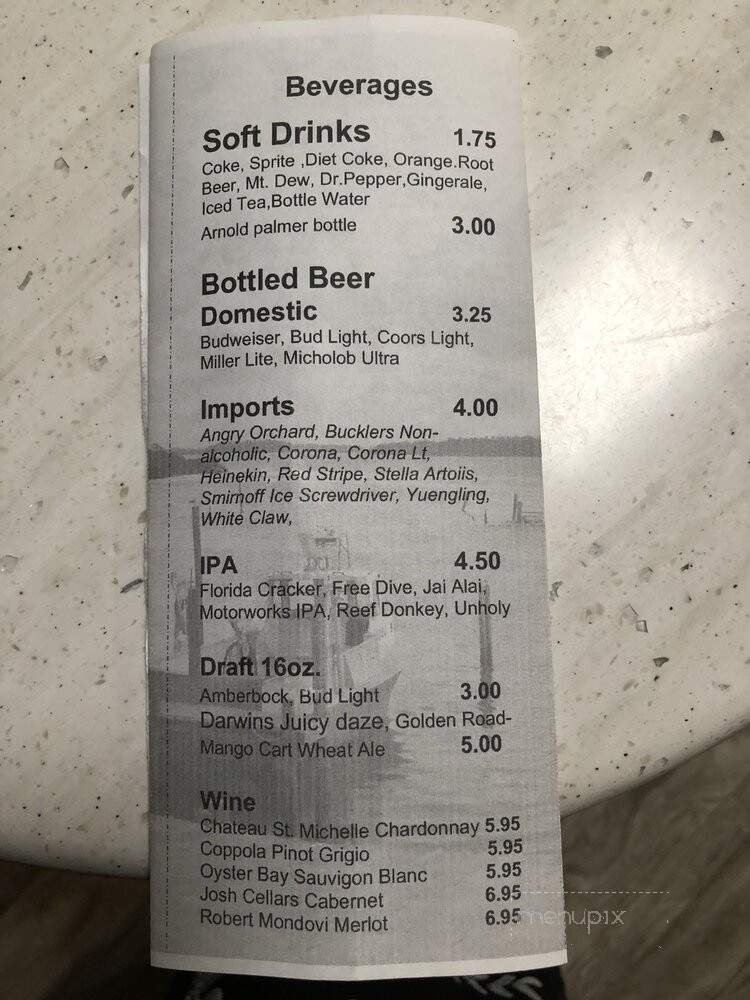 Beverages
Soft Drinks 1.75
Coke, Sprite ,Diet Coke, Orange.Root
Beer, Mt. Dew, Dr.Pepper,Gingerale,
Iced Tea,Bottle Water
Arnold palmer bottle 3.00
Bottled Beer
Domestic 3.25
Budweiser, Bud Light, Coors Light,
Miller Lite, Micholob Ultra
Imports 4.00
Angry Orchard, Bucklers Non-
alcoholic, Corona, Corona Lt,
Heinekin, Red Stripe, Stella Artoiis,
Smirnoff Ice Screwdriver, Yuengling,
White Claw,
IPA 4.50
Florida Cracker, Free Dive, Jai Alai,
Motorworks IPA, Reef Donkey, Unholy
Draft 16oz.
Amberbock, Bud Light 3.00
Darwins Juicy daze, Golden Road-
Mango Cart Wheat Ale 5.00
Wine
Chateau St. Michelle Chardonnay 5.95
Coppola Pinot Grigio 5.95
Oyster Bay Sauvigon Blanc 5.95
Josh Cellars Cabernet 6.95
Robert Mondovi Merlot 6.95
menupix